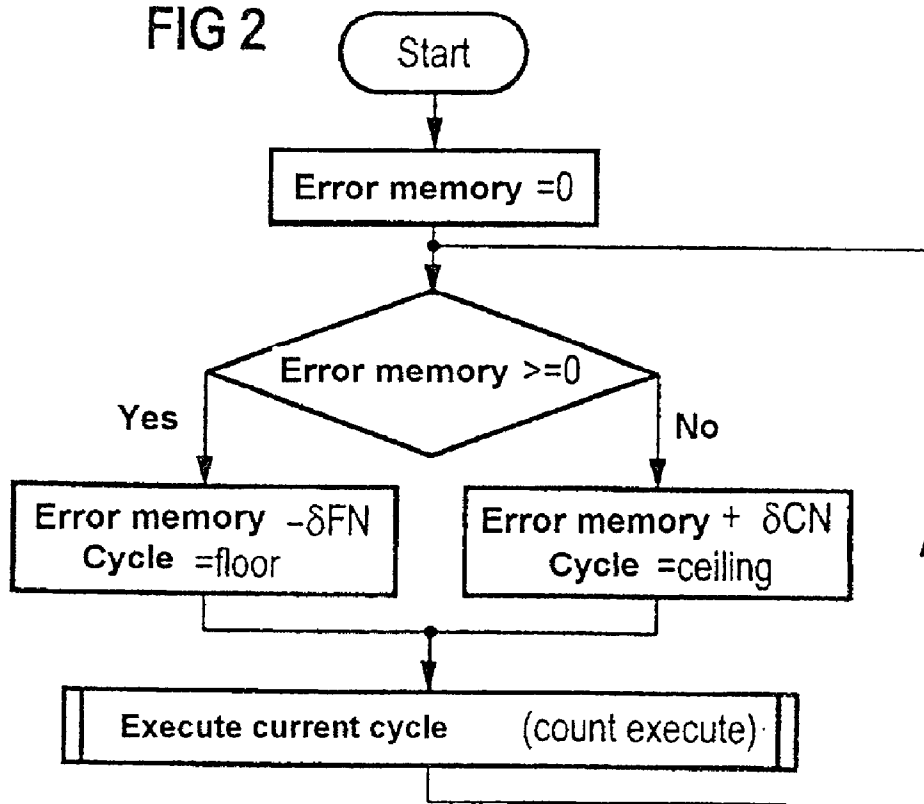 FIG 2
Start
Error memory =0
Error memory >=0
Yes
No
Error memory -δFN
Cycle =floor
Error memory + δCN
Cycle =ceiling
Execute current cycle (count execute)